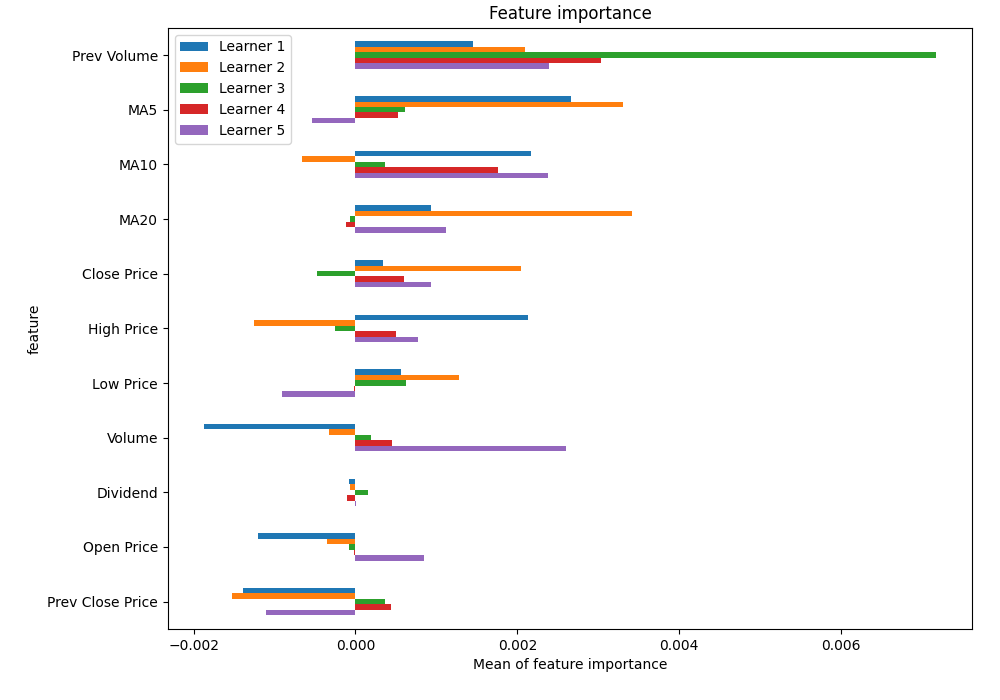 Feature importance
Learner 1
Learner 2
Learner 3
Learner 4
Learner 5
feature
Prev Volume
MA5
MA10
MA20
Close Price
High Price
Low Price
Volume
Dividend
Open Price
Prev Close Price
−0.002 0.000 0.002 0.004 0.006
Mean of feature importance